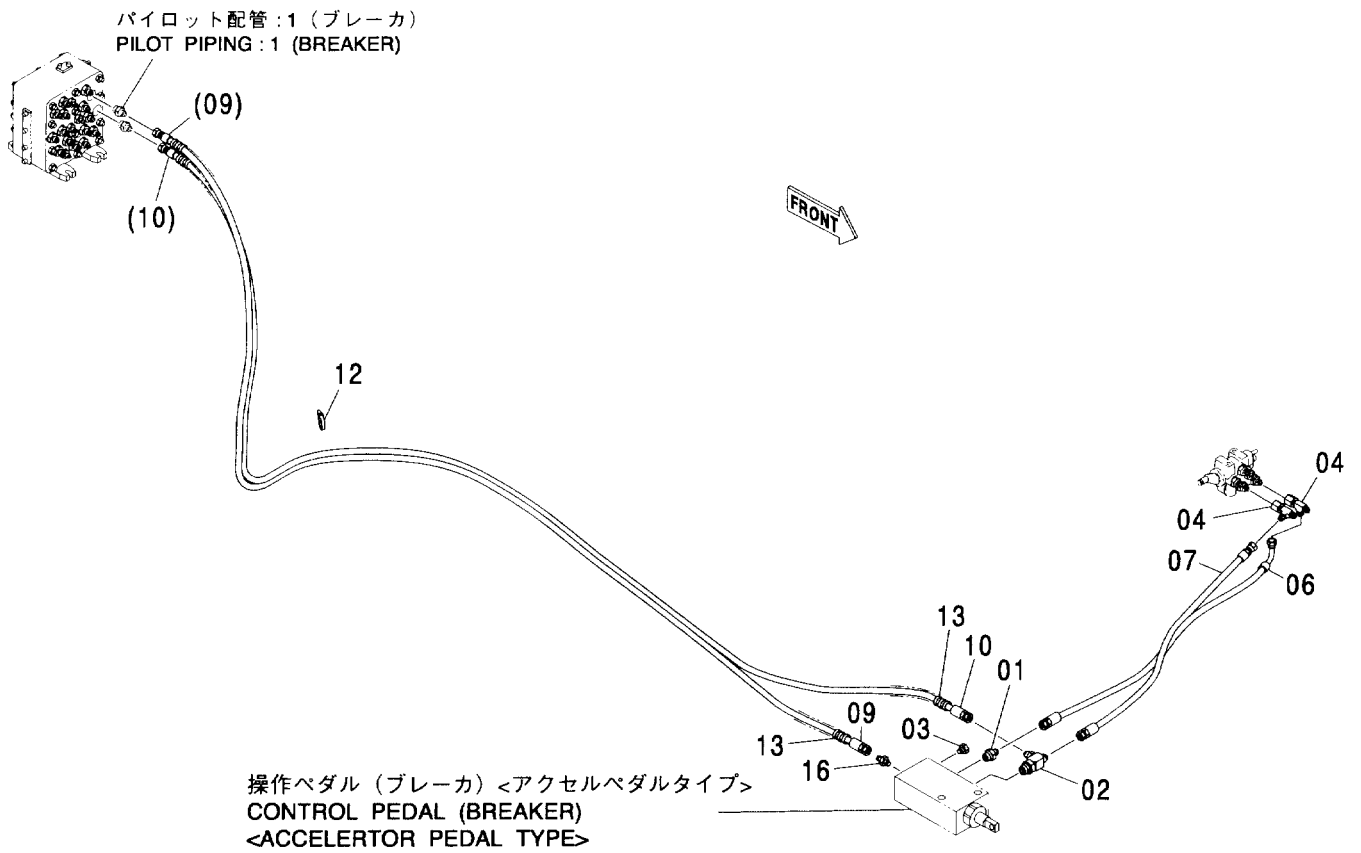 パイロット配管:1 (ブレーカ)
PILOT PIPING : 1 (BREAKER)
(09)
(10)
FRONT
12
04
04
07
06
13
10
01
09
03
13
16
02
操作ペダル (ブレーカ) <アクセルペダルタイプ>
CONTROL PEDAL (BREAKER)
<ACCELERTOR PEDAL TYPE>